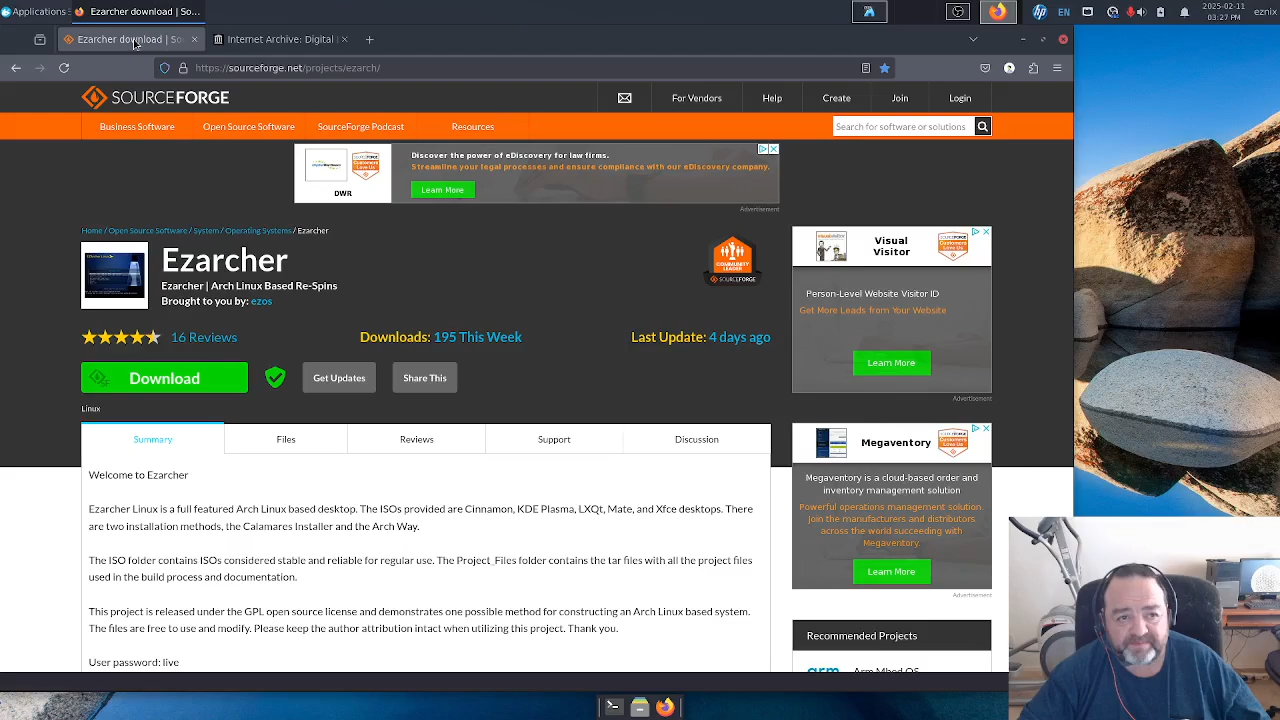 Applications
Ezarcher download | So...
EN
2025-02-11
03:27 PM
eznix
Ezarcher download | So
Internet Archive: Digital
https://sourceforge.net/projects/ezarch/
SOURCEFORGE
For Vendors
Help
Create
Join
Login
Business Software
Open Source Software
SourceForge Podcast
Resources
Search for software or solutions
DWR
Discover the power of eDiscovery for law firms.
Streamline your legal processes and ensure compliance with our eDiscovery company.
Learn More
Advertisement
Home / Open Source Software / System / Operating Systems / Ezarcher
Ezarcher
Ezarcher | Arch Linux Based Re-spins
Brought to you by: ezos
COMMUNITY
LEADER
SOURCEFORGE
16 Reviews
Downloads: 195 This Week
Last Update: 4 days ago
Download
Get Updates
Share This
Linux
Summary
Files
Reviews
Support
Discussion
Welcome to Ezarcher
Ezarcher Linux is a full featured Arch Linux based desktop. The ISOs provided are Cinnamon, KDE Plasma, LXQt, Mate, and Xfce desktops. There
are two installation methods, the Calamares Installer and the Arch Way.
The ISO folder contains ISOs considered stable and reliable for regular use. The Project_Files folder contains the tar files with all the project files
used in the build process and documentation.
This project is released under the GPL open source license and demonstrates one possible method for constructing an Arch Linux based system.
The files are free to use and modify. Please keep the author attribution intact when utilizing this project. Thank you.
User password: live
Visual
Visitor
Person-Level Website Visitor ID
Get More Leads from Your Website
Learn More
Advertisement
Megaventory
Megaventory is a cloud-based order and
inventory management solution
Powerful operations management solution.
Join the manufacturers and distributors
across the world succeeding with
Megaventory.
Learn More
Advertisement
Recommended Projects
arm
Arm Mbed OS